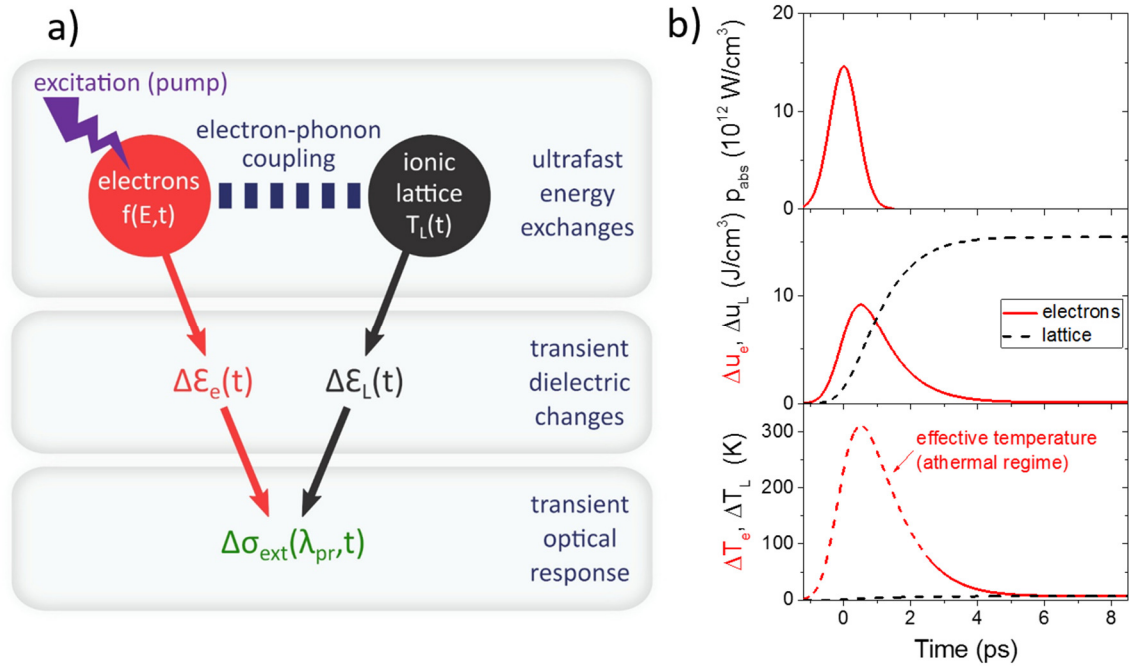 a)
excitation (pump)
electron-phonon
coupling
electrons
f(E,t)
ionic
lattice
T_L(t)
ultrafast
energy
exchanges
Δε_e(t)
Δε_L(t)
transient
dielectric
changes
Δσ_ext(λ_pr,t)
transient
optical
response
b)
p_abs (10^12 W/cm^3)
20
10
0
Δu_e, Δu_L (J/cm^3)
10
0
electrons
lattice
ΔT_e, ΔT_L (K)
300
200
100
0
effective temperature
(athermal regime)
0 2 4 6 8
Time (ps)